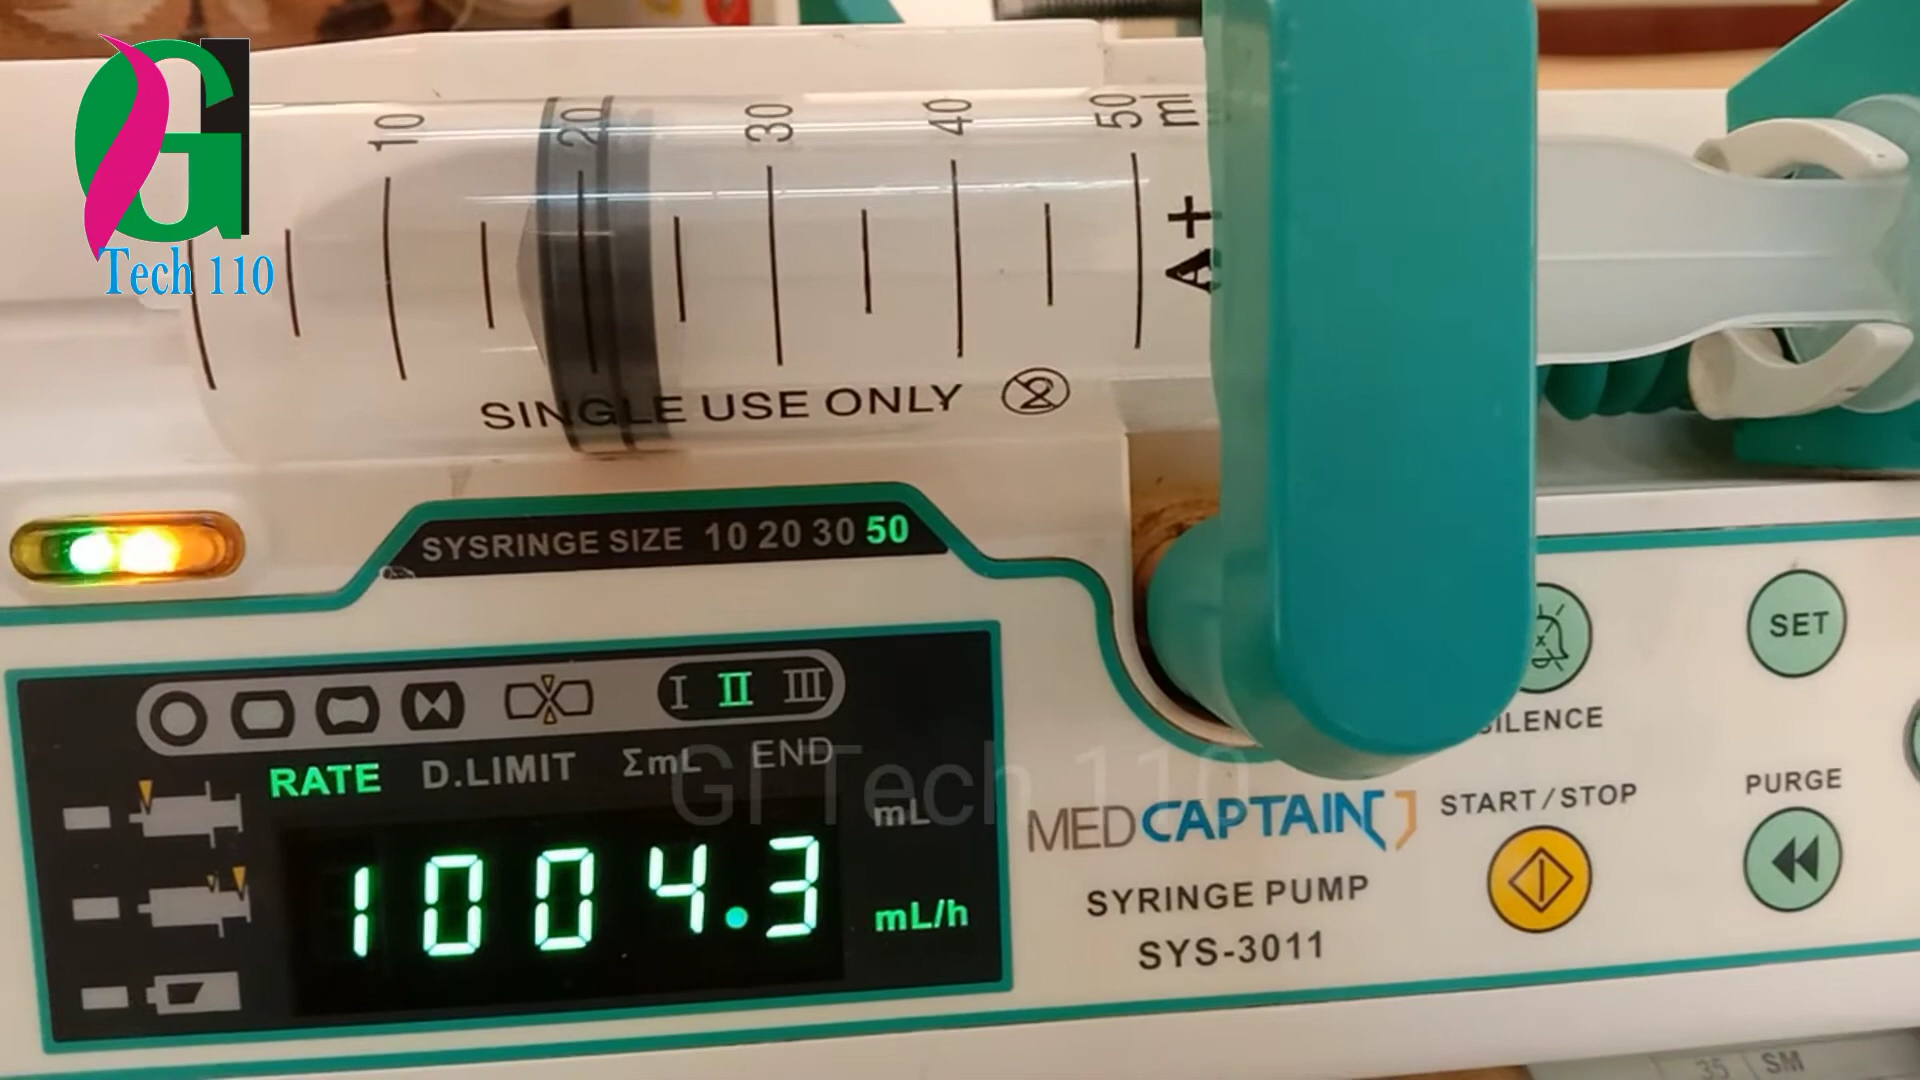 G
Tech 110
10 20 30 40 50 ml
A+
SINGLE USE ONLY
SYSRINGE SIZE 10 20 30 50
I II III
RATE D.LIMIT ΣmL END
mL
1004.3
mL/h
GI Tech 110
MEDCAPTAIN
SYRINGE PUMP
SYS-3011
SILENCE
SET
START/STOP
PURGE
35 SM